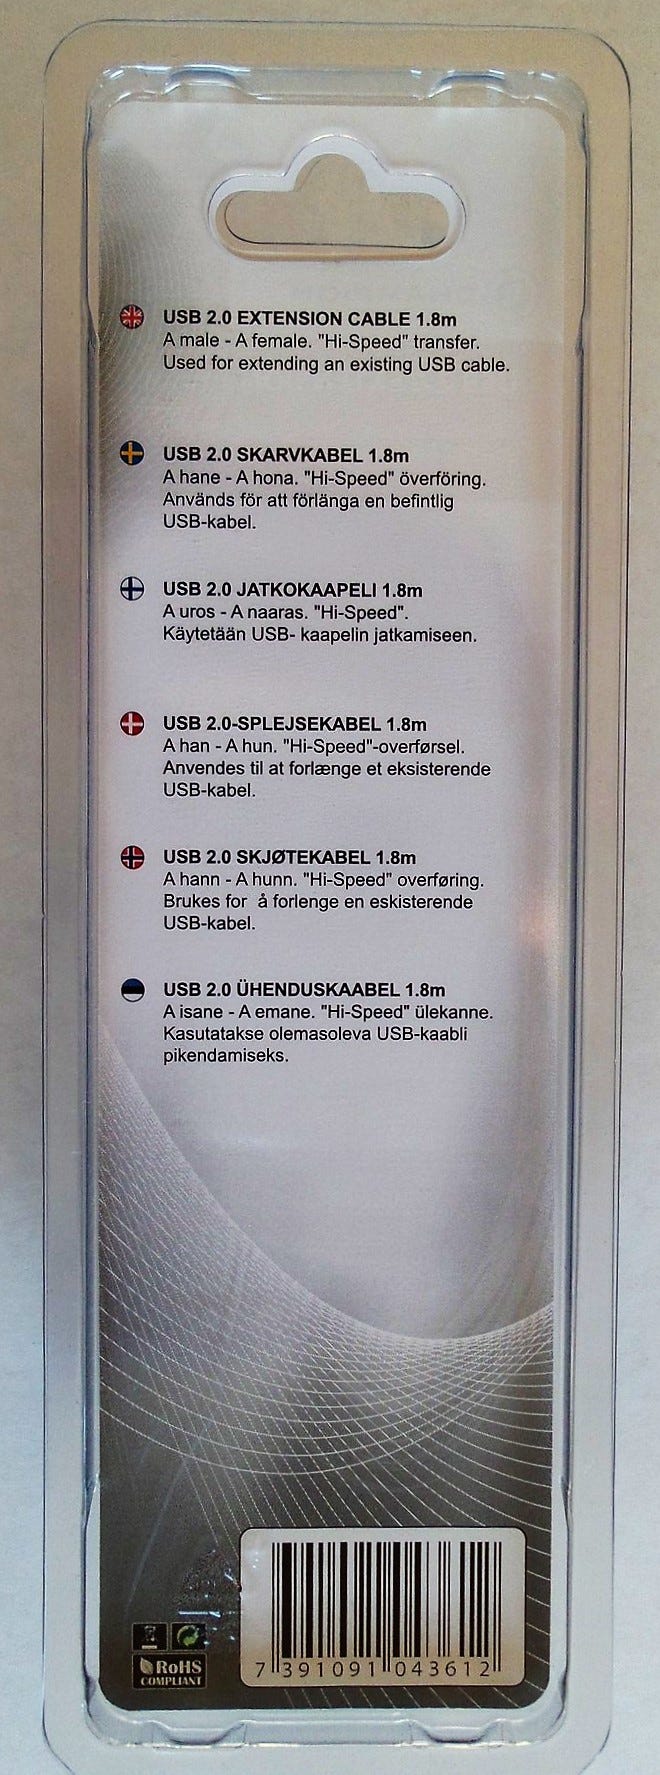 USB 2.0 EXTENSION CABLE 1.8m
A male - A female. "Hi-Speed" transfer.
Used for extending an existing USB cable.
USB 2.0 SKARVKABEL 1.8m
A hane - A hona. "Hi-Speed" överföring.
Används för att förlänga en befintlig
USB-kabel.
USB 2.0 JATKOKAAPELI 1.8m
A uros - A naaras. "Hi-Speed".
Käytetään USB- kaapelin jatkamiseen.
USB 2.0-SPLEJSEKABEL 1.8m
A han - A hun. "Hi-Speed"-overførsel.
Anvendes til at forlænge et eksisterende
USB-kabel.
USB 2.0 SKJØTEKABEL 1.8m
A hann - A hunn. "Hi-Speed" overføring.
Brukes for  å forlenge en eskisterende
USB-kabel.
USB 2.0 ÜHENDUSKAABEL 1.8m
A isane - A emane. "Hi-Speed" ülekanne.
Kasutatakse olemasoleva USB-kaabli
pikendamiseks.
RoHS
COMPLIANT
7 391091 043612